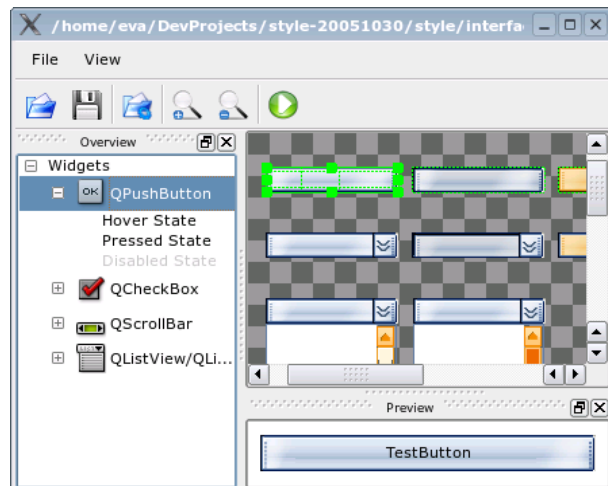 /home/eva/DevProjects/style-20051030/style/interfa
File View
Overview
Widgets
OK QPushButton
Hover State
Pressed State
Disabled State
QCheckBox
QScrollBar
QListView/QLi...
Preview
TestButton